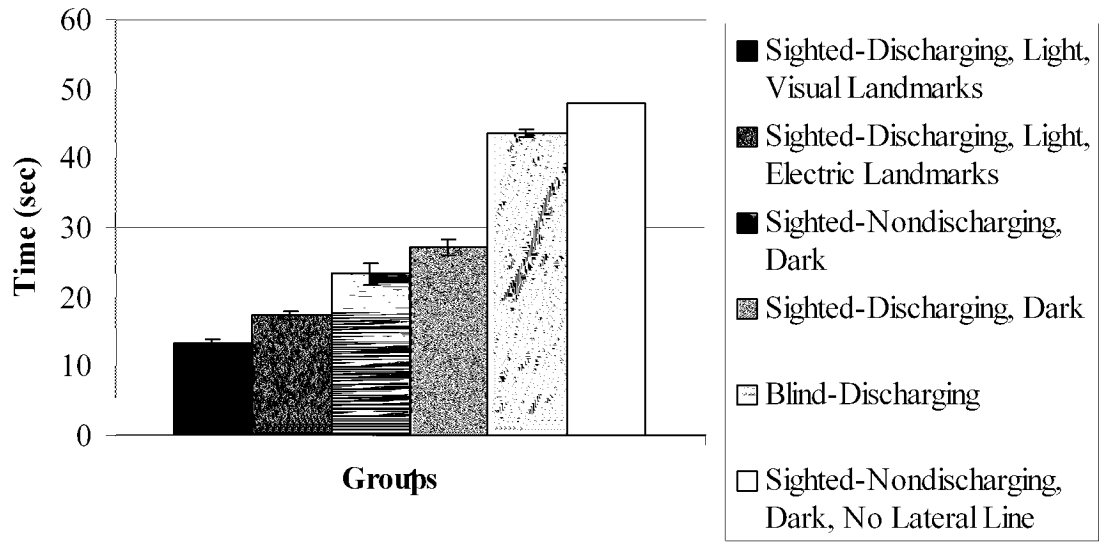 60
50
40
30
20
10
0
Time (sec)
Groups
Sighted-Discharging, Light,
Visual Landmarks
Sighted-Discharging, Light,
Electric Landmarks
Sighted-Nondischarging,
Dark
Sighted-Discharging, Dark
Blind-Discharging
Sighted-Nondischarging,
Dark, No Lateral Line